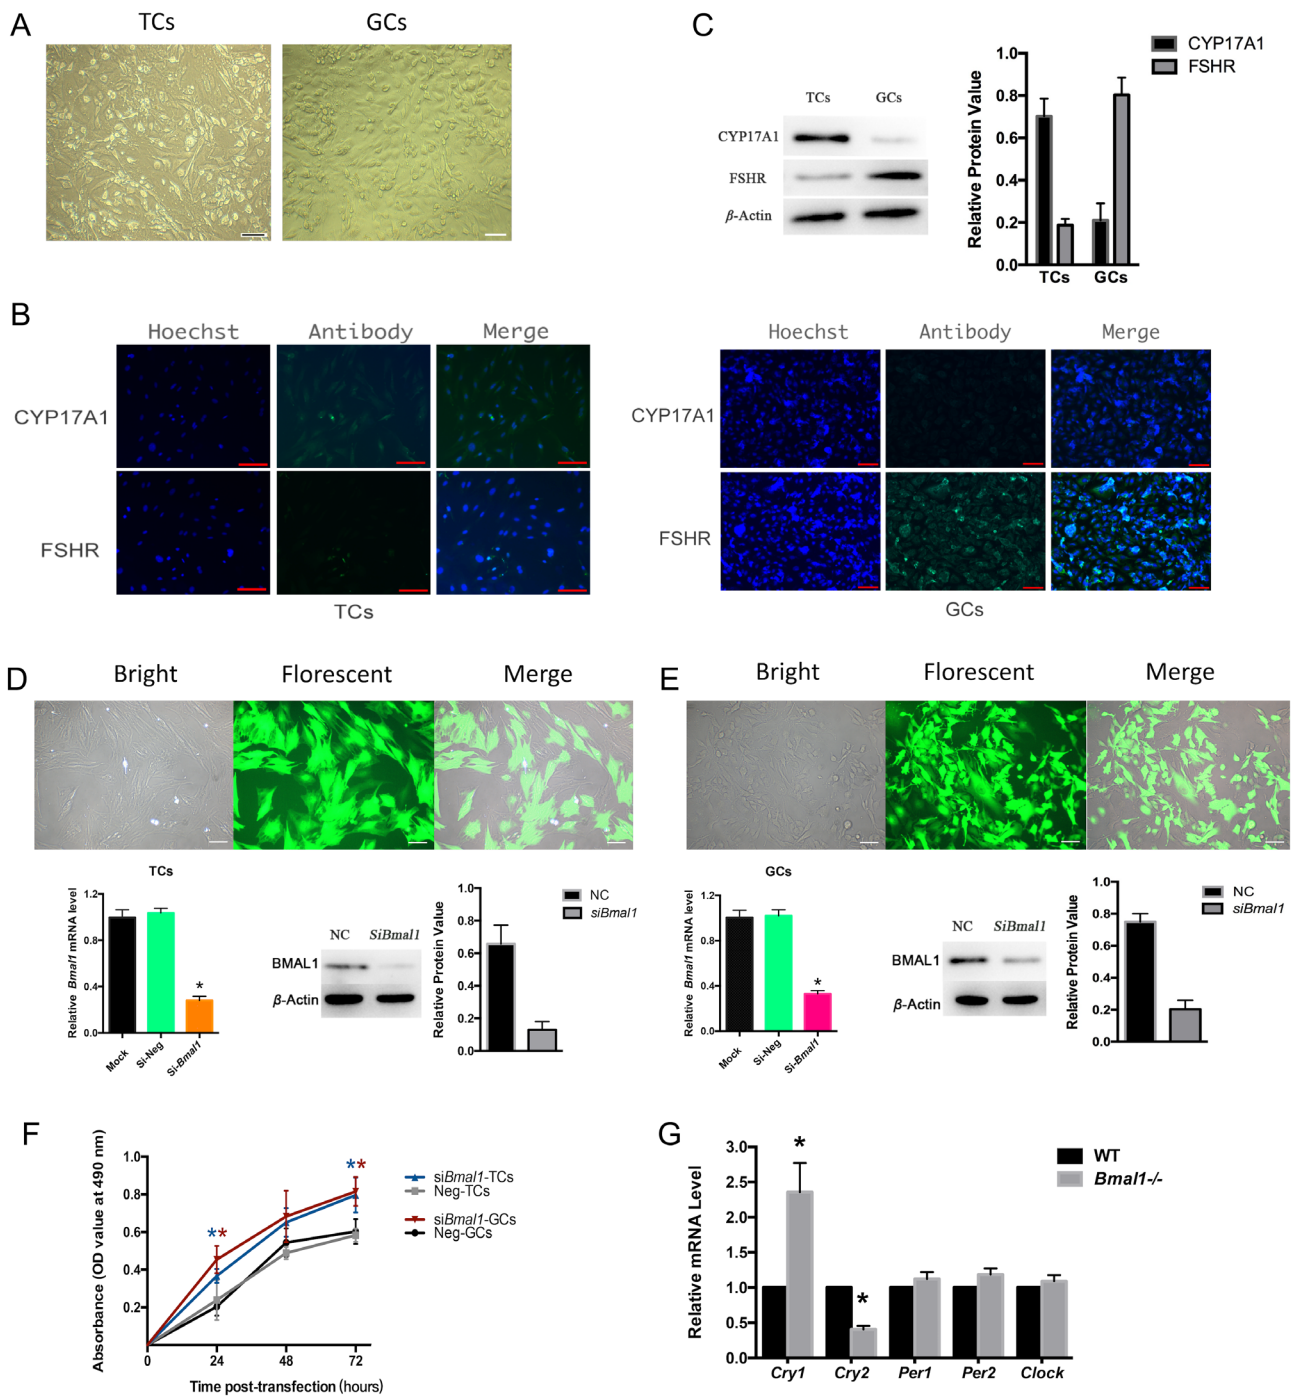 A
TCs
GCs
C
TCs
GCs
CYP17A1
FSHR
β-Actin
CYP17A1
FSHR
Relative Protein Value
1.0
0.8
0.6
0.4
0.2
0.0
TCs
GCs
B
Hoechst
Antibody
Merge
CYP17A1
FSHR
TCs
Hoechst
Antibody
Merge
CYP17A1
FSHR
GCs
D
Bright
Florescent
Merge
TCs
Relative Bmal1 mRNA level
1.2
0.8
0.4
0.0
*
Mock
Si-Neg
Si-Bmal1
NC
SiBmal1
BMAL1
β-Actin
Relative Protein Value
1.0
0.8
0.6
0.4
0.2
0.0
NC
siBmal1
E
Bright
Florescent
Merge
GCs
Relative Bmal1 mRNA level
1.2
0.8
0.4
0.0
*
Mock
Si-Neg
Si-Bmal1
NC
SiBmal1
BMAL1
β-Actin
Relative Protein Value
1.0
0.8
0.6
0.4
0.2
0.0
NC
siBmal1
F
Absorbance (OD value at 490 nm)
1.0
0.8
0.6
0.4
0.2
**
**
0
24
48
72
Time post-transfection (hours)
siBmal1-TCs
Neg-TCs
siBmal1-GCs
Neg-GCs
G
Relative mRNA Level
3.0
2.5
2.0
1.5
1.0
0.5
0.0
*
*
Cry1
Cry2
Per1
Per2
Clock
WT
Bmal1-/-